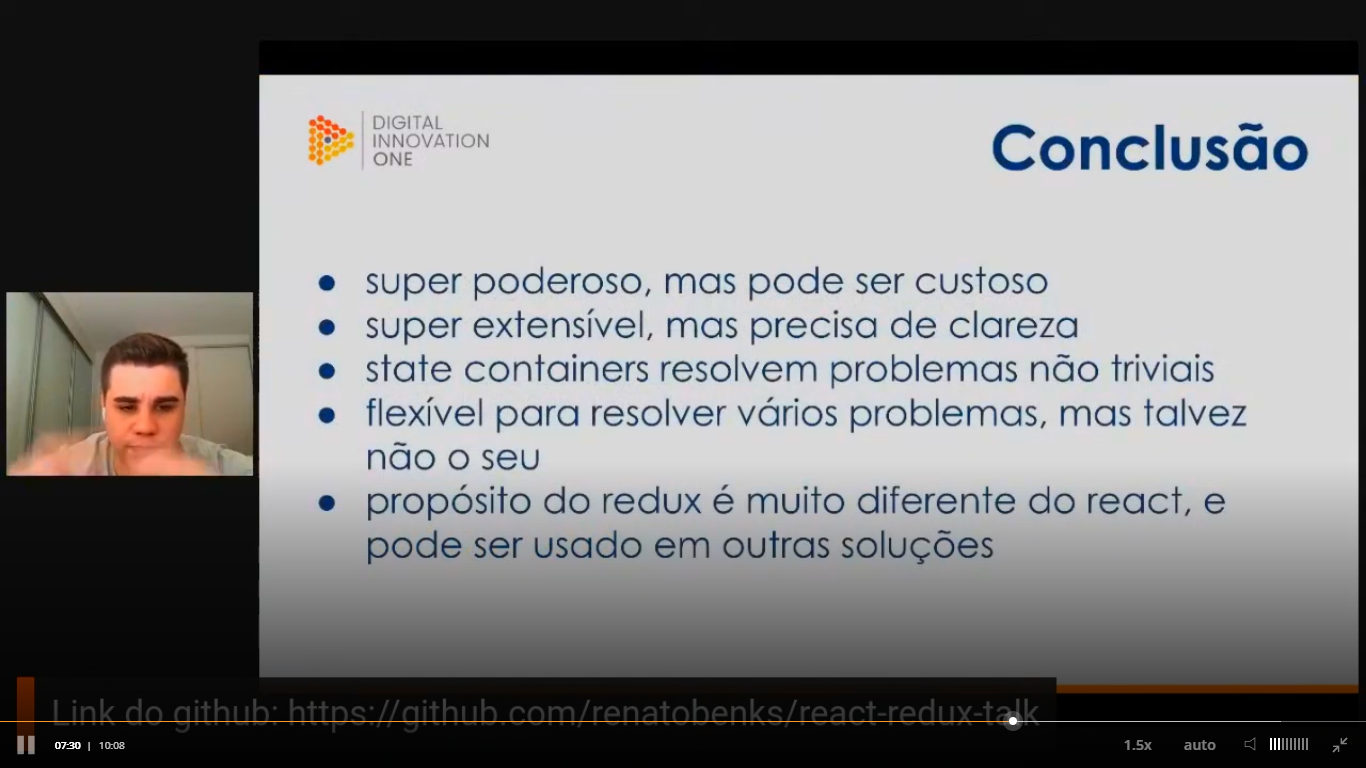 DIGITAL
INNOVATION
ONE
Conclusão
● super poderoso, mas pode ser custoso
● super extensível, mas precisa de clareza
● state containers resolvem problemas não triviais
● flexível para resolver vários problemas, mas talvez
não o seu
● propósito do redux é muito diferente do react, e
pode ser usado em outras soluções
Link do github: https://github.com/renatobenks/react-redux-talk
07:30 | 10:08
1.5x
auto